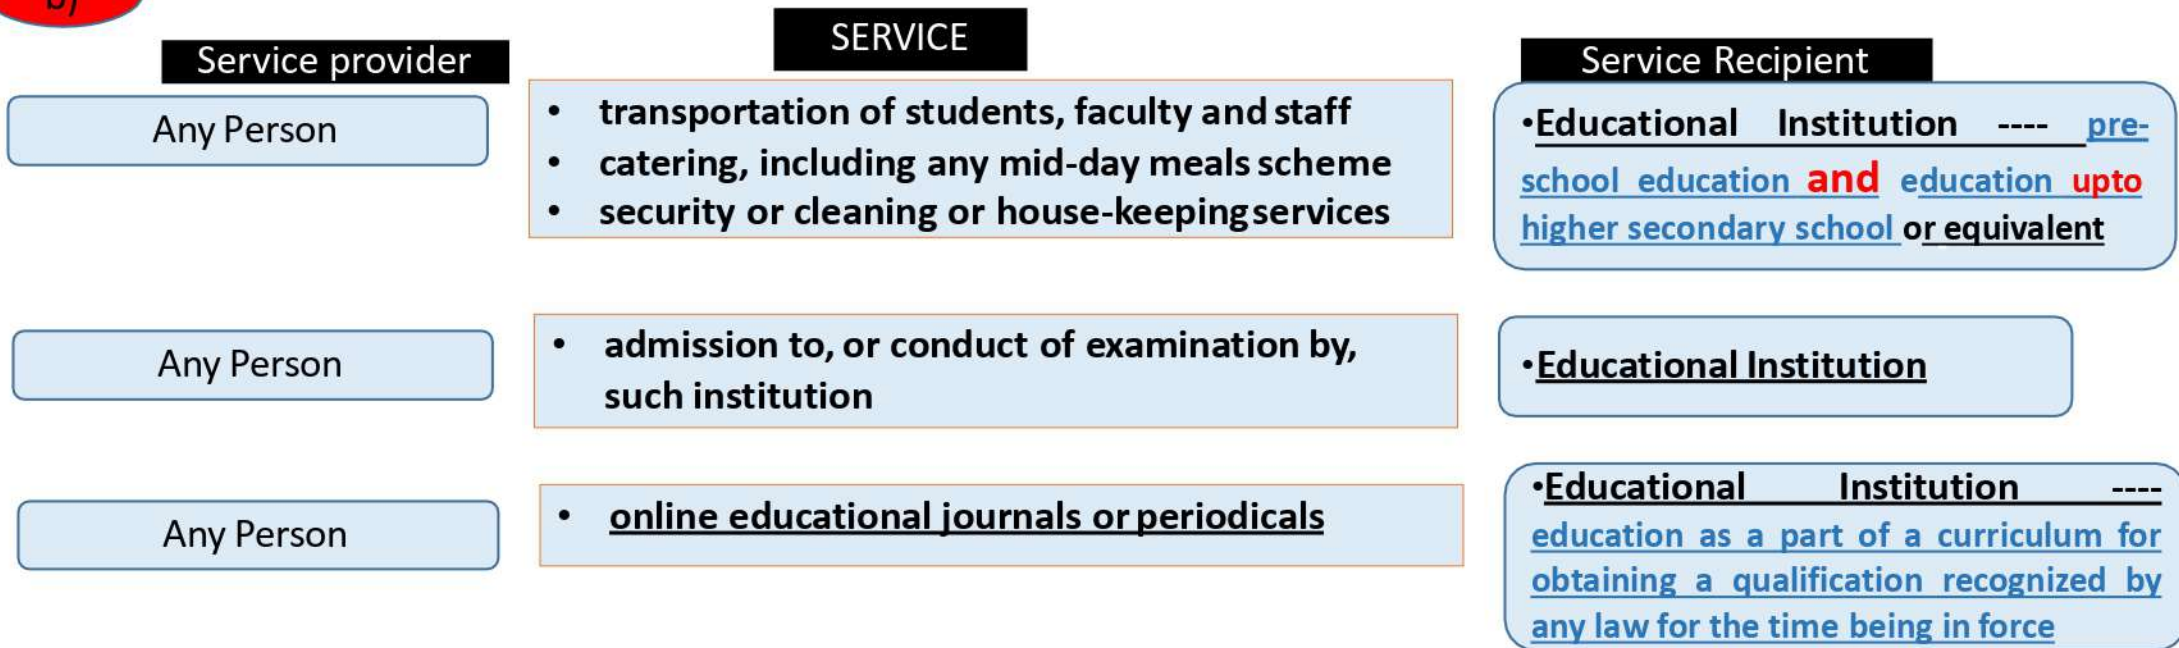 b)
SERVICE
Service provider
Service Recipient
Any Person
• transportation of students, faculty and staff
• catering, including any mid-day meals scheme
• security or cleaning or house-keeping services
•Educational Institution ---- pre-
school education and education upto
higher secondary school or equivalent
Any Person
• admission to, or conduct of examination by,
such institution
•Educational Institution
Any Person
• online educational journals or periodicals
•Educational Institution ----
education as a part of a curriculum for
obtaining a qualification recognized by
any law for the time being in force